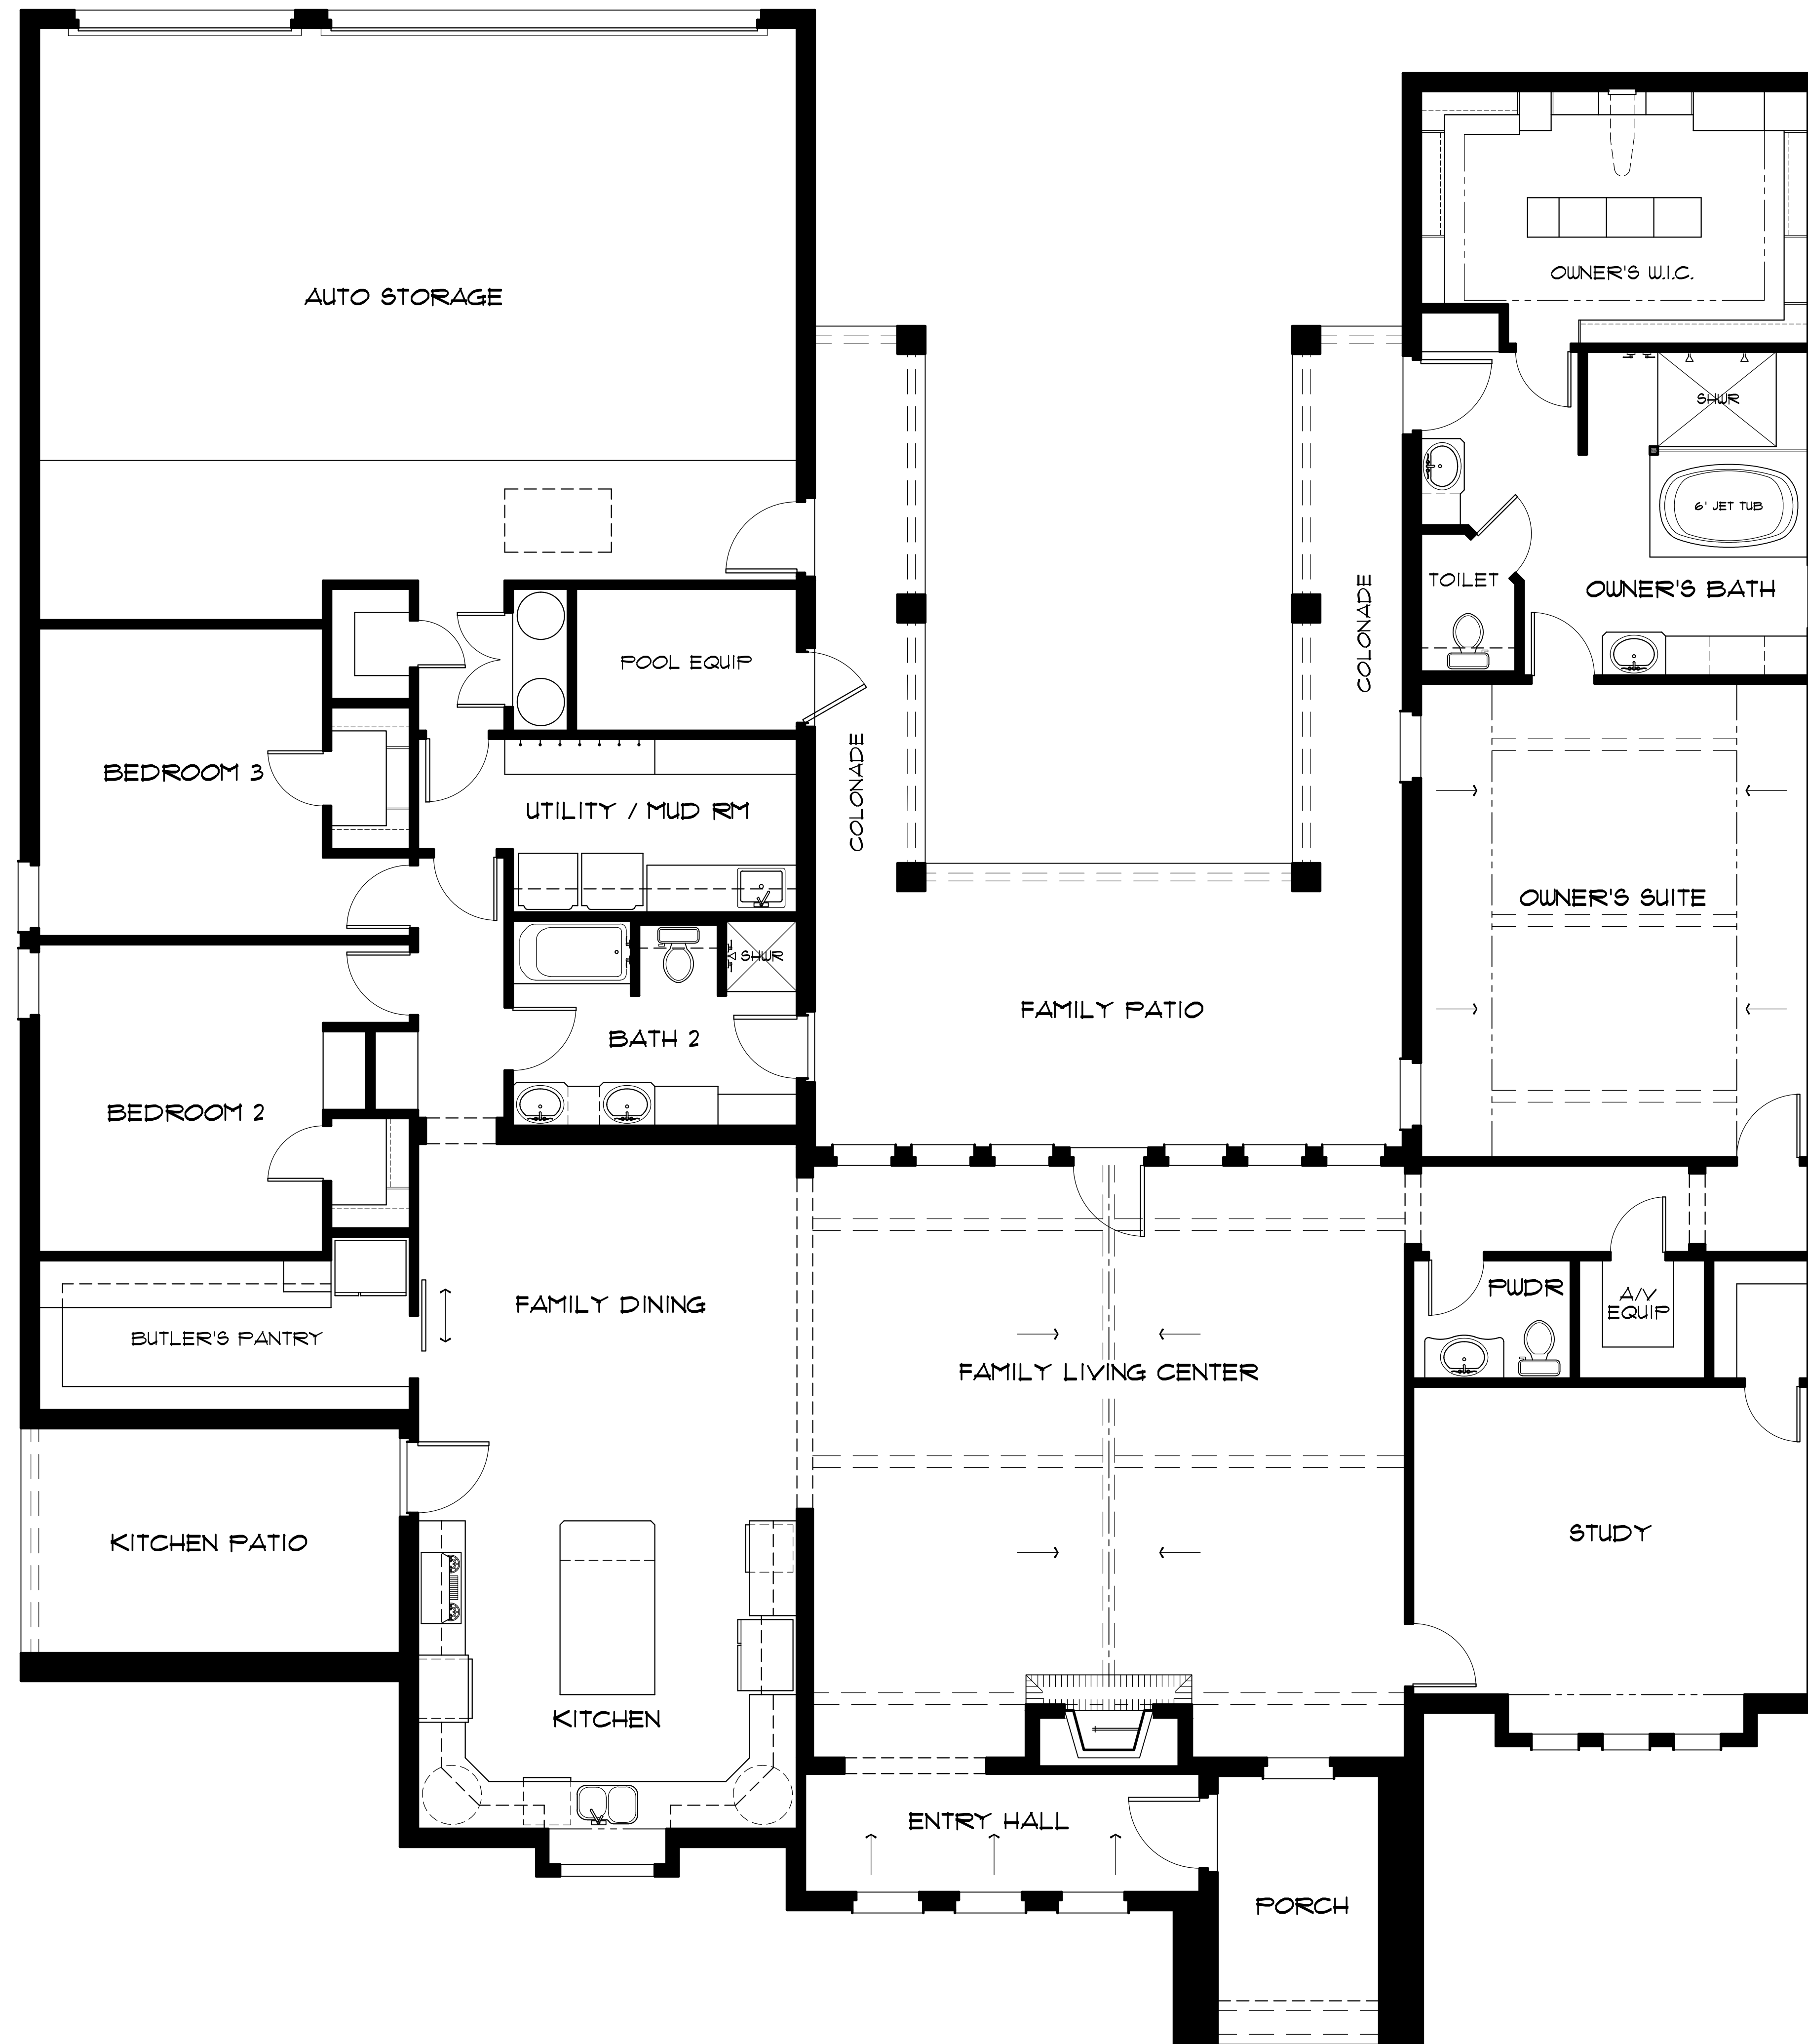 AUTO STORAGE
OWNER'S W.I.C.
SHWR
6' JET TUB
TOILET
OWNER'S BATH
COLONADE
POOL EQUIP
COLONADE
BEDROOM 3
UTILITY / MUD RM
OWNER'S SUITE
SHWR
FAMILY PATIO
BATH 2
BEDROOM 2
PWDR
A/V
EQUIP
FAMILY DINING
BUTLER'S PANTRY
FAMILY LIVING CENTER
STUDY
KITCHEN PATIO
KITCHEN
ENTRY HALL
PORCH